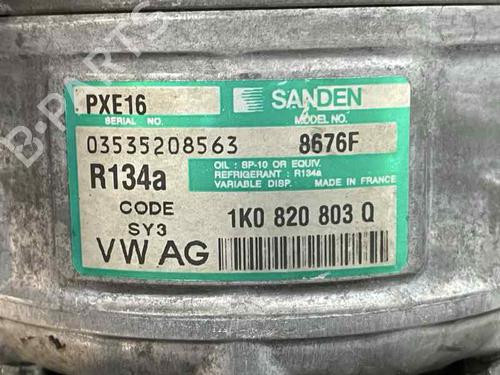 PXE16
SANDEN
SERIAL NO.
MODEL NO.
03535208563
8676F
R134a
OIL : SP-10 OR EQUIV.
REFRIGERANT : R134a
VARIABLE DISP. MADE IN FRANCE
CODE
SY3
1K0 820 803 Q
VW AG
B-PARTS